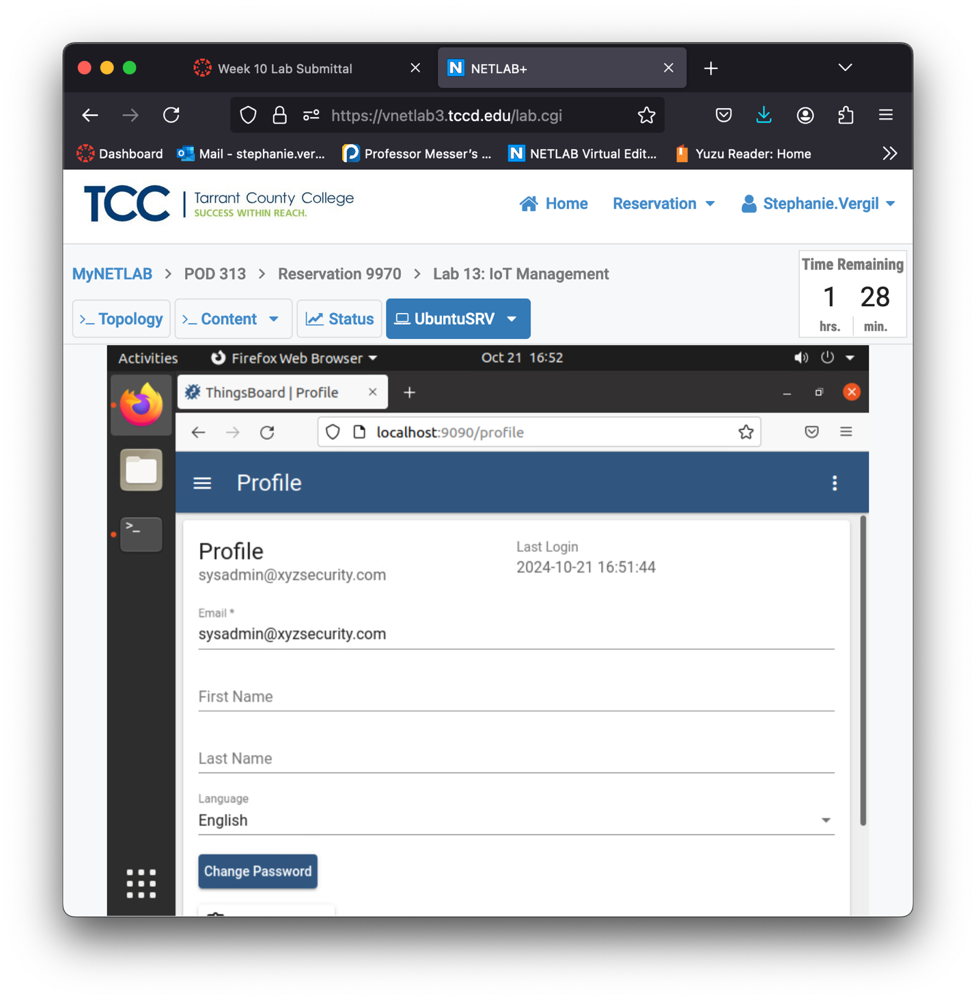 Week 10 Lab Submittal
NETLAB+
https://vnetlab3.tccd.edu/lab.cgi
Dashboard
Mail - stephanie.ver...
Professor Messer's ...
NETLAB Virtual Edit...
Yuzu Reader: Home
TCC
Tarrant County College
SUCCESS WITHIN REACH.
Home
Reservation
Stephanie.Vergil
MyNETLAB > POD 313 > Reservation 9970 > Lab 13: IoT Management
Time Remaining
1 28
hrs. min.
>_ Topology
>_ Content
Status
UbuntuSRV
Activities
Firefox Web Browser
Oct 21 16:52
ThingsBoard | Profile
localhost:9090/profile
Profile
Profile
sysadmin@xyzsecurity.com
Last Login
2024-10-21 16:51:44
Email *
sysadmin@xyzsecurity.com
First Name
Last Name
Language
English
Change Password